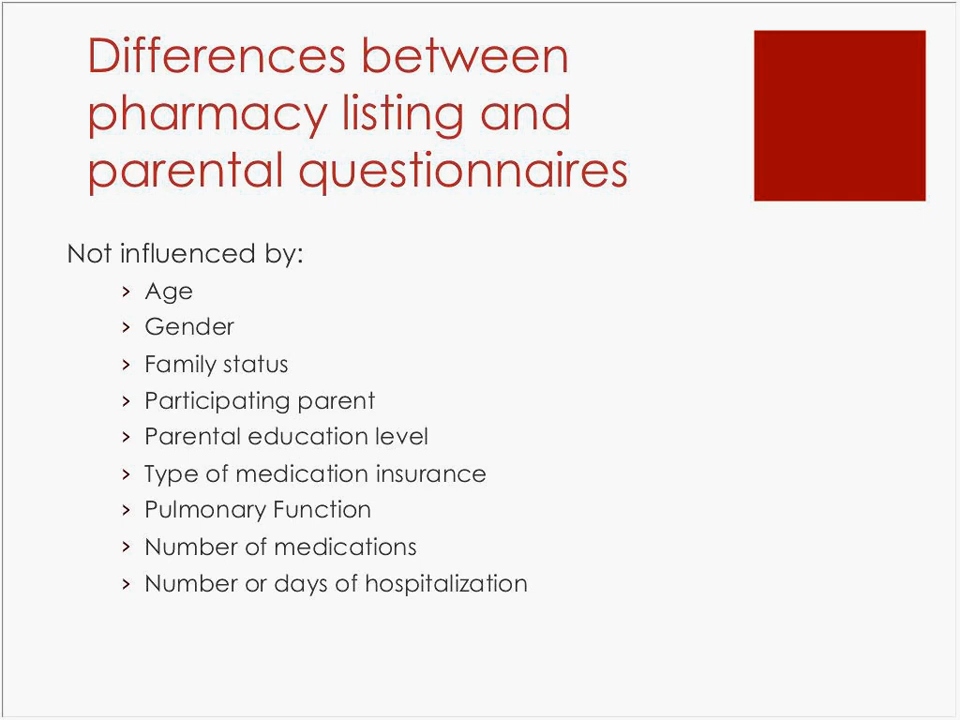 Differences between
pharmacy listing and
parental questionnaires
Not influenced by:
› Age
› Gender
› Family status
› Participating parent
› Parental education level
› Type of medication insurance
› Pulmonary Function
› Number of medications
› Number or days of hospitalization